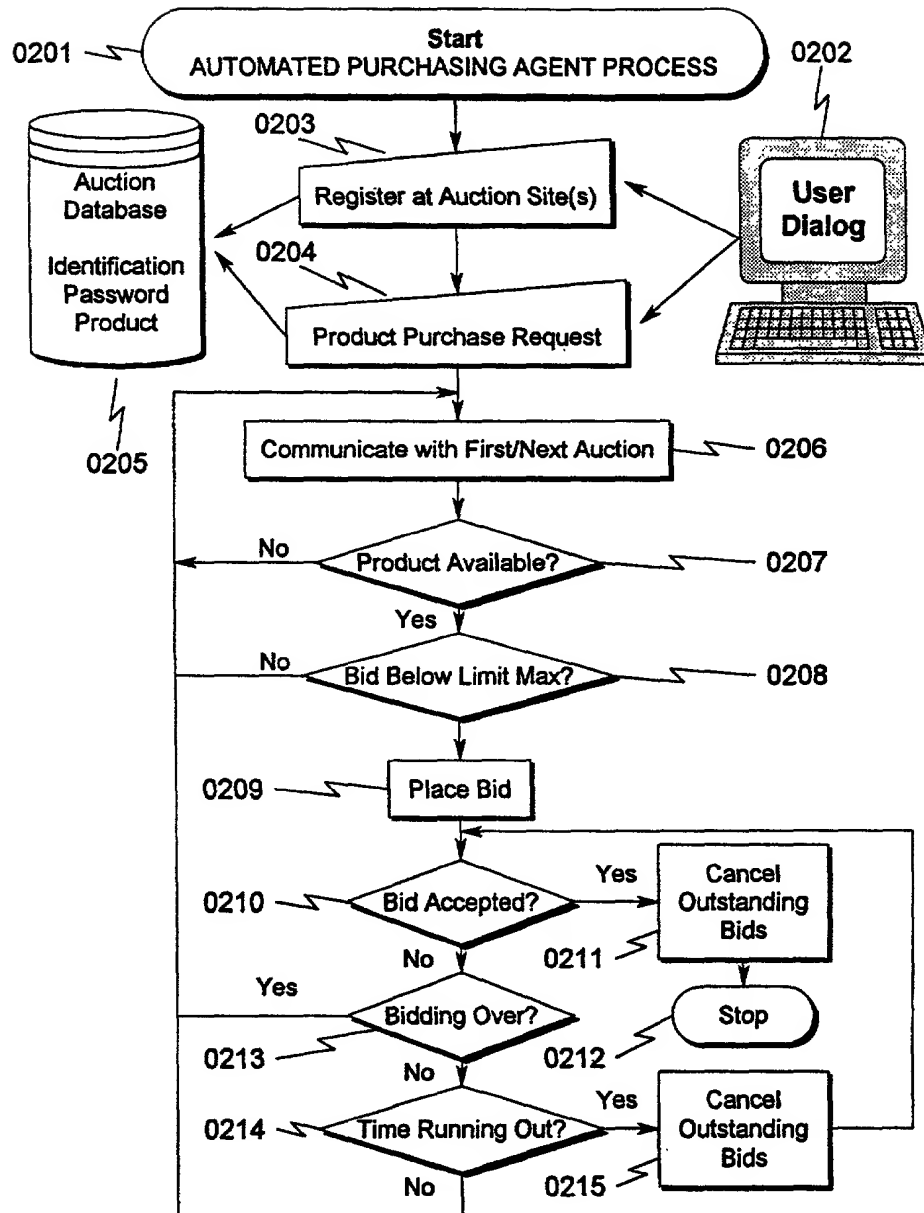 Start
AUTOMATED PURCHASING AGENT PROCESS
0201
0202
0203
Auction
Database
Identification
Password
Product
Register at Auction Site(s)
User
Dialog
0204
Product Purchase Request
0205
Communicate with First/Next Auction
0206
No
Product Available?
0207
Yes
No
Bid Below Limit Max?
0208
0209
Place Bid
0210
Bid Accepted?
Yes
Cancel
Outstanding
Bids
0211
No
Yes
Bidding Over?
0213
Stop
0212
No
0214
Time Running Out?
Yes
Cancel
Outstanding
Bids
0215
No